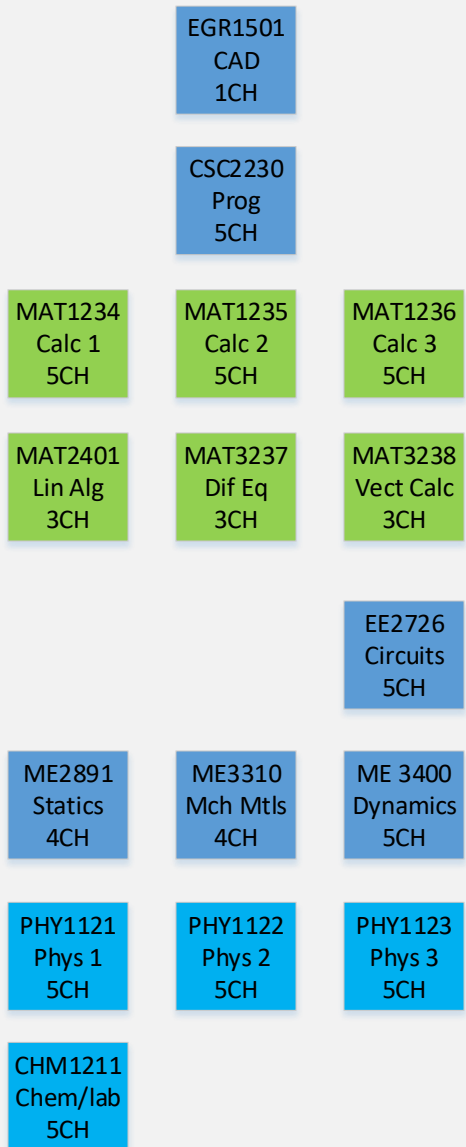 EGR1501
CAD
1CH
CSC2230
Prog
5CH
MAT1234
Calc 1
5CH
MAT1235
Calc 2
5CH
MAT1236
Calc 3
5CH
MAT2401
Lin Alg
3CH
MAT3237
Dif Eq
3CH
MAT3238
Vect Calc
3CH
EE2726
Circuits
5CH
ME2891
Statics
4CH
ME3310
Mch Mtls
4CH
ME 3400
Dynamics
5CH
PHY1121
Phys 1
5CH
PHY1122
Phys 2
5CH
PHY1123
Phys 3
5CH
CHM1211
Chem/lab
5CH